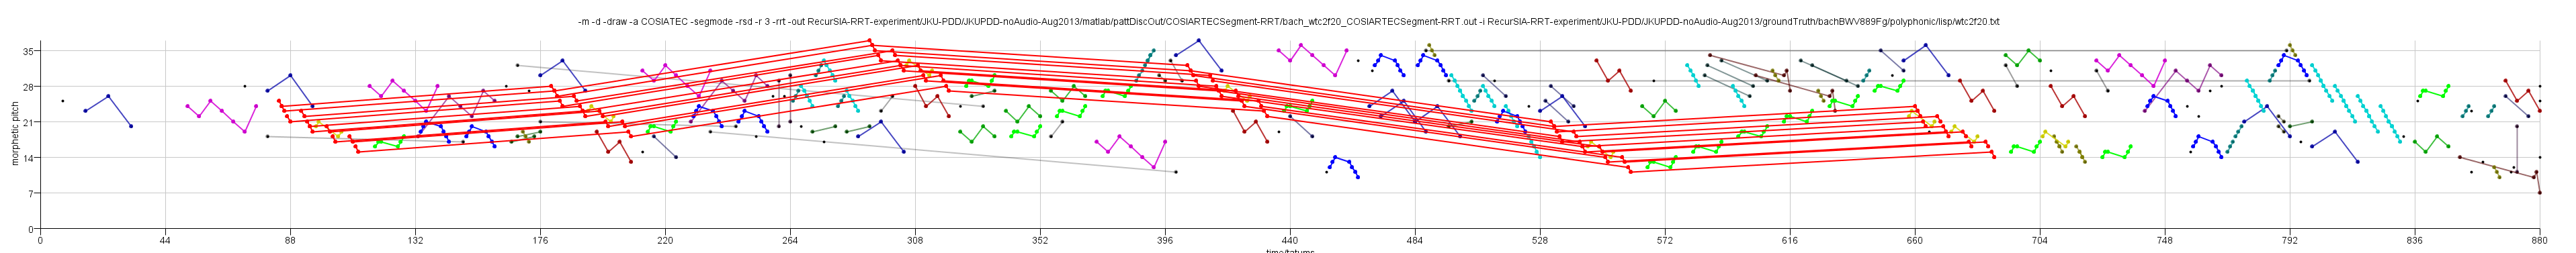 -m -d -draw -a COSIATEC -segmode -rsd -r 3 -rrt -out RecurSIA-RRT-experiment/JKU-PDD/JKUPDD-noAudio-Aug2013/matlab/pattDiscOut/COSIARTECSegment-RRT/bach_wtc2f20_COSIARTECSegment-RRT.out -i RecurSIA-RRT-experiment/JKU-PDD/JKUPDD-noAudio-Aug2013/groundTruth/bachBWV889Fg/polyphonic/lisp/wtc2f20.txt
morphetic pitch
35
28
21
14
7
0
0 44 88 132 176 220 264 308 352 396 440 484 528 572 616 660 704 748 792 836 880
time/tatums